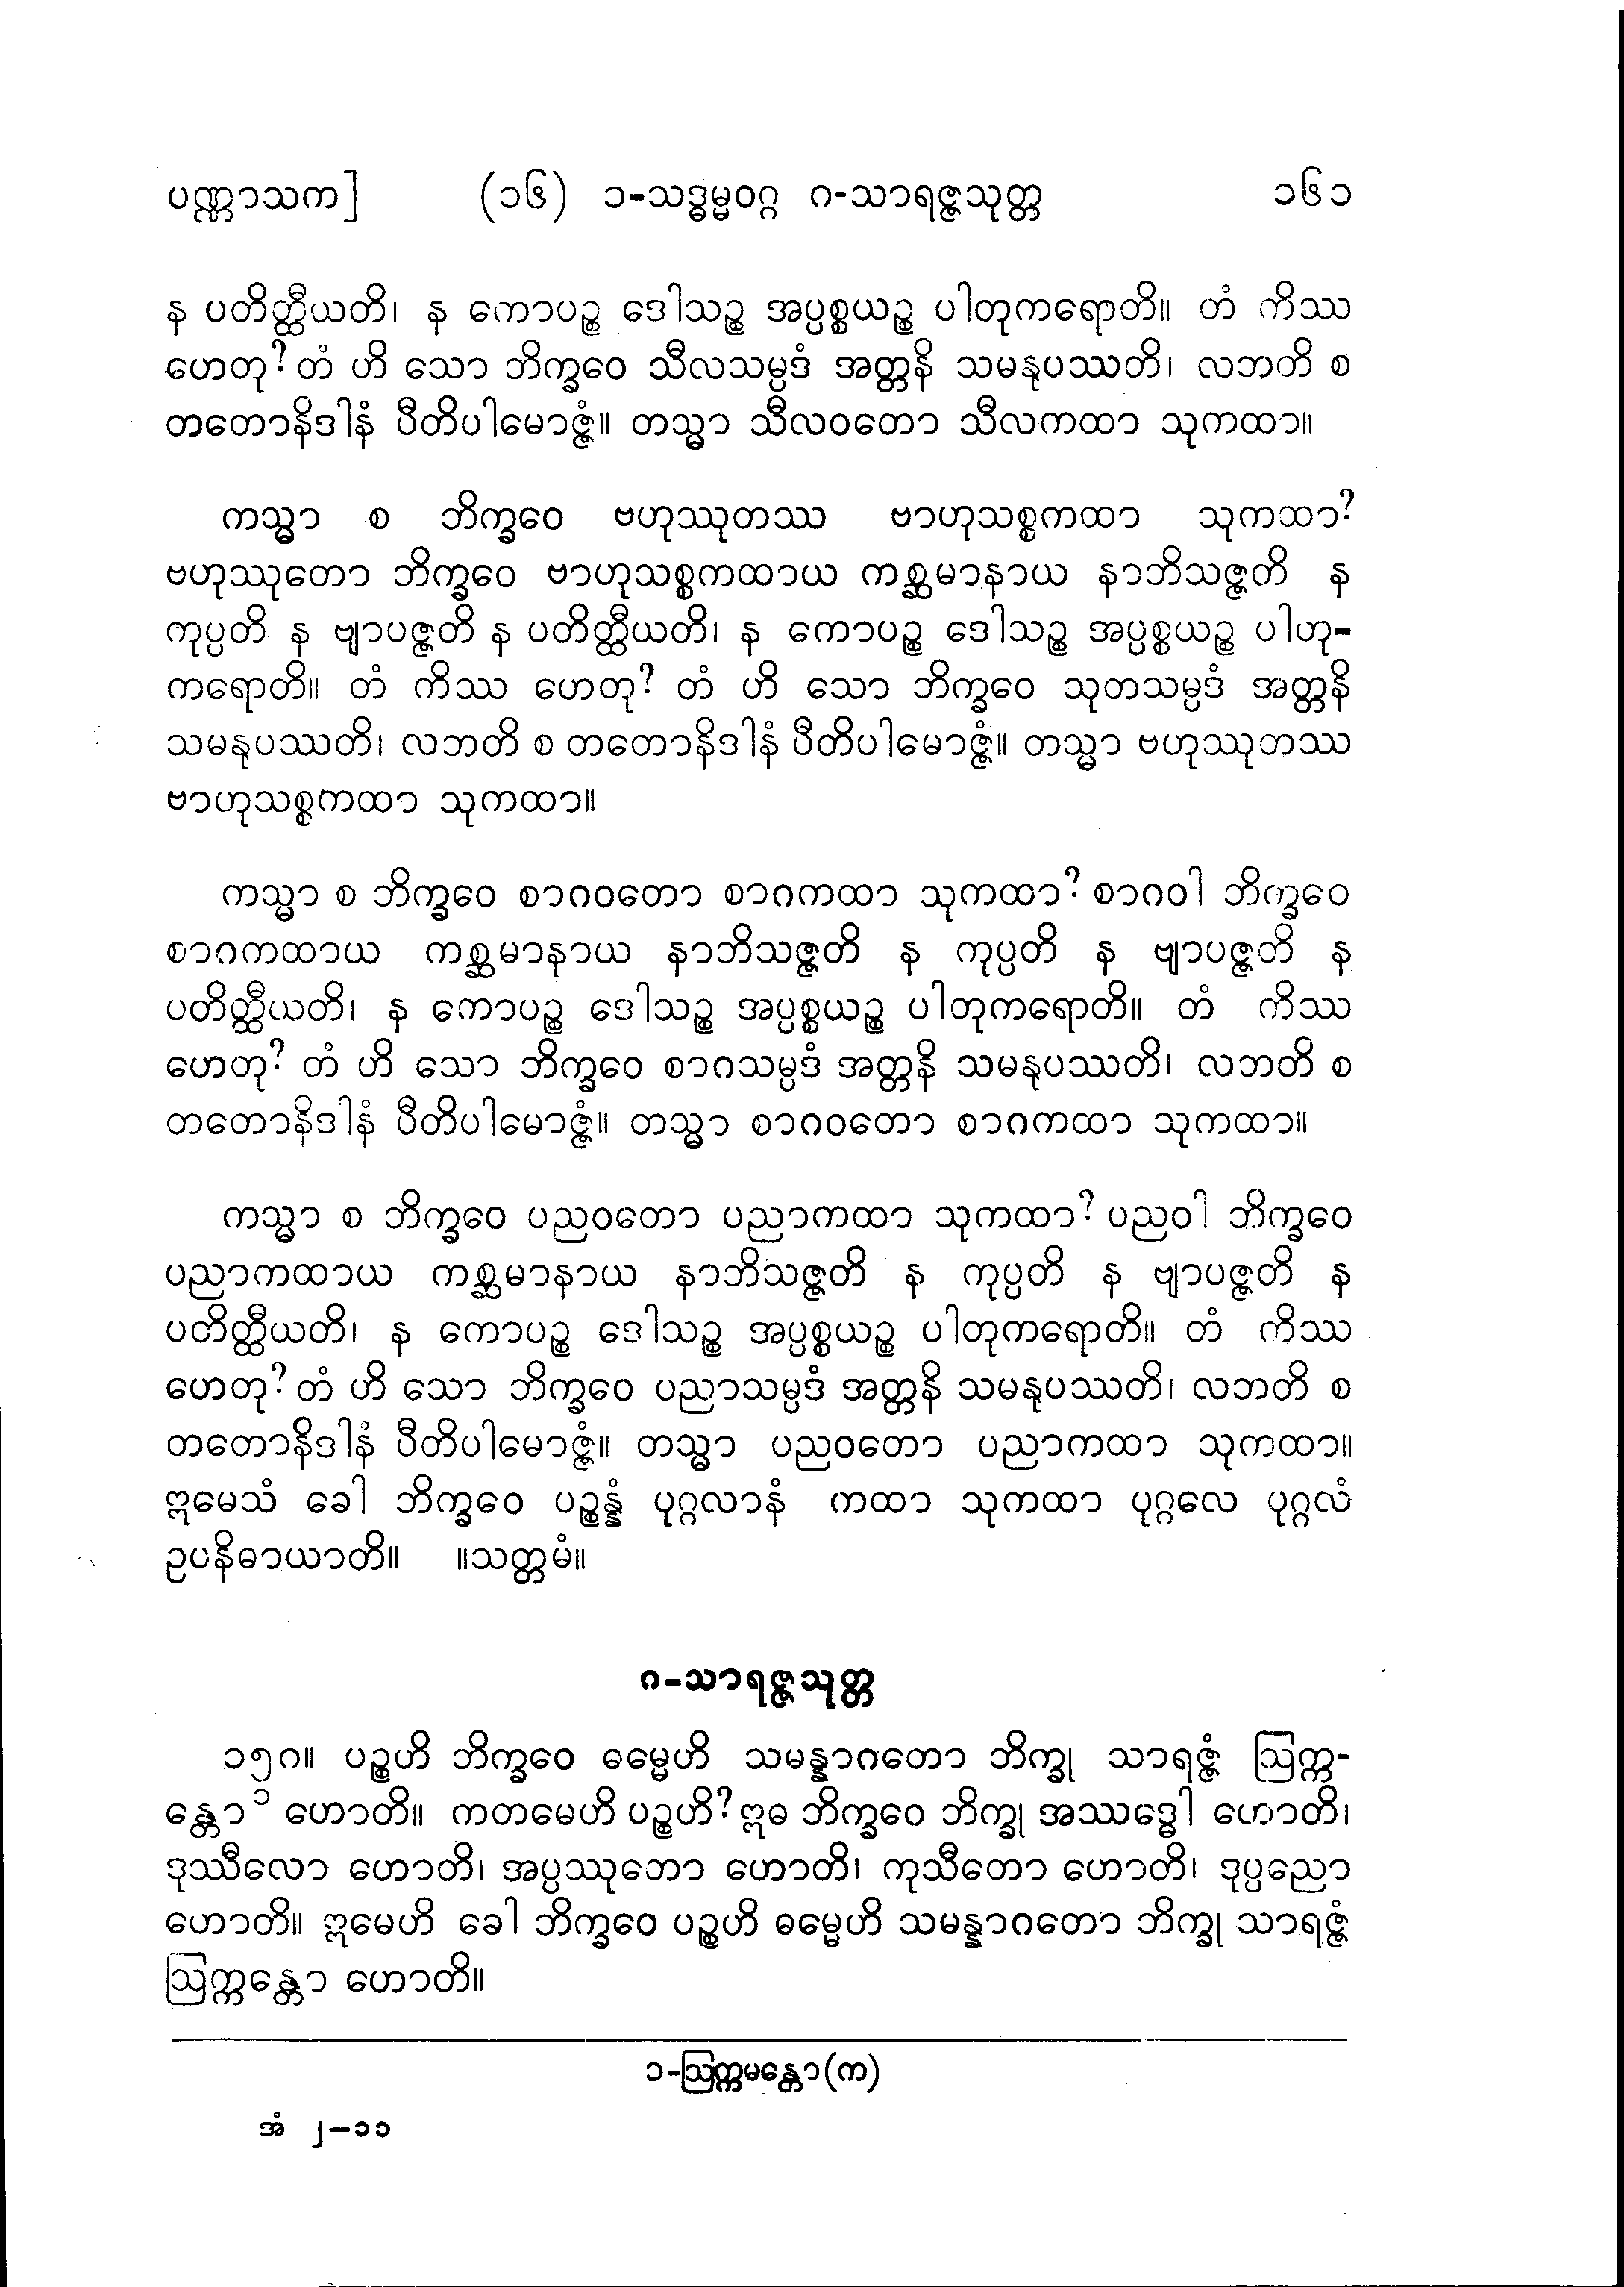 ပဏ္ဏာသက] (၁၆) ၁-သဒ္ဓမ္မဝဂ္ဂ ဂ-သာရဇ္ဇသုတ္တ ၁၆၁
န ပတိတ္ထီယတိ၊ န ကောပဉ္စ ဒေါသဉ္စ အပ္ပစ္စယဉ္စ ပါတုကရောတိ။ တံ ကိဿ
ဟေတု? တံ ဟိ သော ဘိက္ခဝေ သီလသမ္ပဒံ အတ္တနိ သမနုပဿတိ၊ လဘတိ စ
တတောနိဒါနံ ပီတိပါမောဇ္ဇံ။ တသ္မာ သီလဝတော သီလကထာ သုကထာ။
ကသ္မာ စ ဘိက္ခဝေ ဗဟုဿုတဿ ဗာဟုသစ္စကထာ သုကထာ?
ဗဟုဿုတော ဘိက္ခဝေ ဗာဟုသစ္စကထာယ ကစ္ဆမာနာယ နာဘိသဇ္ဇတိ န
ကုပ္ပတိ န ဗျာပဇ္ဇတိ န ပတိတ္ထီယတိ၊ န ကောပဉ္စ ဒေါသဉ္စ အပ္ပစ္စယဉ္စ ပါဟု-
ကရောတိ။ တံ ကိဿ ဟေတု? တံ ဟိ သော ဘိက္ခဝေ သုတသမ္ပဒံ အတ္တနိ
သမနုပဿတိ၊ လဘတိ စ တတောနိဒါနံ ပီတိပါမောဇ္ဇံ။ တသ္မာ ဗဟုဿုတဿ
ဗာဟုသစ္စကထာ သုကထာ။
ကသ္မာ စ ဘိက္ခဝေ စာဂဝတော စာဂကထာ သုကထာ? စာဂဝါ ဘိက္ခဝေ
စာဂကထာယ ကစ္ဆမာနာယ နာဘိသဇ္ဇတိ န ကုပ္ပတိ န ဗျာပဇ္ဇတိ န
ပတိတ္ထီယတိ၊ န ကောပဉ္စ ဒေါသဉ္စ အပ္ပစ္စယဉ္စ ပါတုကရောတိ။ တံ ကိဿ
ဟေတု? တံ ဟိ သော ဘိက္ခဝေ စာဂသမ္ပဒံ အတ္တနိ သမနုပဿတိ၊ လဘတိ စ
တတောနိဒါနံ ပီတိပါမောဇ္ဇံ။ တသ္မာ စာဂဝတော စာဂကထာ သုကထာ။
ကသ္မာ စ ဘိက္ခဝေ ပညဝတော ပညာကထာ သုကထာ? ပညဝါ ဘိက္ခဝေ
ပညာကထာယ ကစ္ဆမာနာယ နာဘိသဇ္ဇတိ န ကုပ္ပတိ န ဗျာပဇ္ဇတိ န
ပတိတ္ထီယတိ၊ န ကောပဉ္စ ဒေါသဉ္စ အပ္ပစ္စယဉ္စ ပါတုကရောတိ။ တံ ကိဿ
ဟေတု? တံ ဟိ သော ဘိက္ခဝေ ပညာသမ္ပဒံ အတ္တနိ သမနုပဿတိ၊ လဘတိ စ
တတောနိဒါနံ ပီတိပါမောဇ္ဇံ။ တသ္မာ ပညဝတော ပညာကထာ သုကထာ။
ဣမေသံ ခေါ ဘိက္ခဝေ ပဉ္စန္နံ ပုဂ္ဂလာနံ ကထာ သုကထာ ပုဂ္ဂလေ ပုဂ္ဂလံ
ဥပနိဓာယာတိ။ ။သတ္တမံ။
ဂ-သာရဇ္ဇသုတ္တ
၁၅ဂ။ ပဉ္စဟိ ဘိက္ခဝေ ဓမ္မေဟိ သမန္နာဂတော ဘိက္ခု သာရဇ္ဇံ ဩက္က-
န္တော၁ ဟောတိ။ ကတမေဟိ ပဉ္စဟိ? ဣဓ ဘိက္ခဝေ ဘိက္ခု အဿဒ္ဓေါ ဟောတိ၊
ဒုဿီလော ဟောတိ၊ အပ္ပဿုတော ဟောတိ၊ ကုသီတော ဟောတိ၊ ဒုပ္ပညော
ဟောတိ။ ဣမေဟိ ခေါ ဘိက္ခဝေ ပဉ္စဟိ ဓမ္မေဟိ သမန္နာဂတော ဘိက္ခု သာရဇ္ဇံ
ဩက္ကန္တော ဟောတိ။
၁-ဩက္ကမန္တော(က)
အံ ၂–၁၁